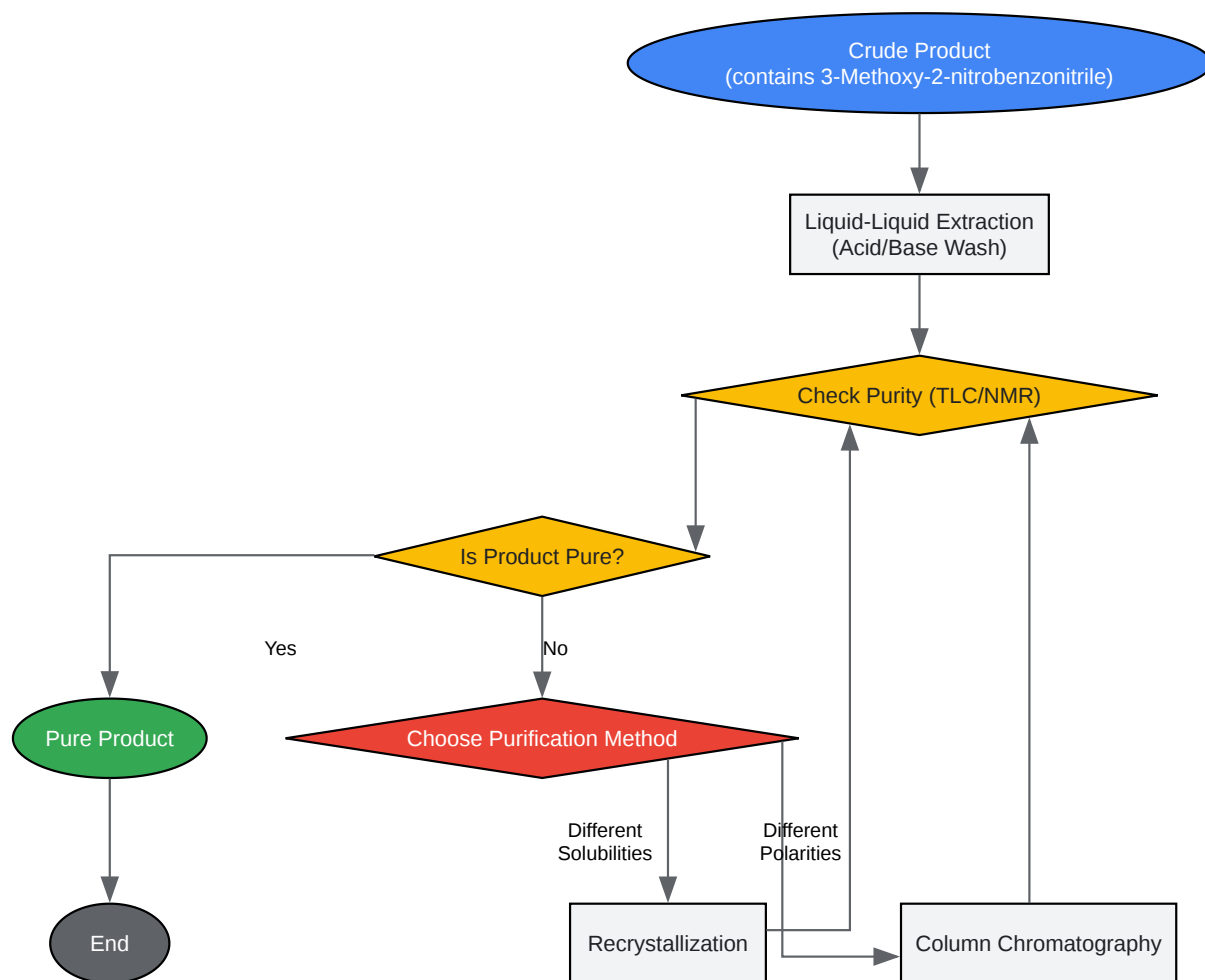 Crude Product
(contains 3-Methoxy-2-nitrobenzonitrile)
Liquid-Liquid Extraction
(Acid/Base Wash)
Check Purity (TLC/NMR)
Is Product Pure?
Yes
No
Pure Product
Choose Purification Method
Different
Solubilities
Different
Polarities
End
Recrystallization
Column Chromatography